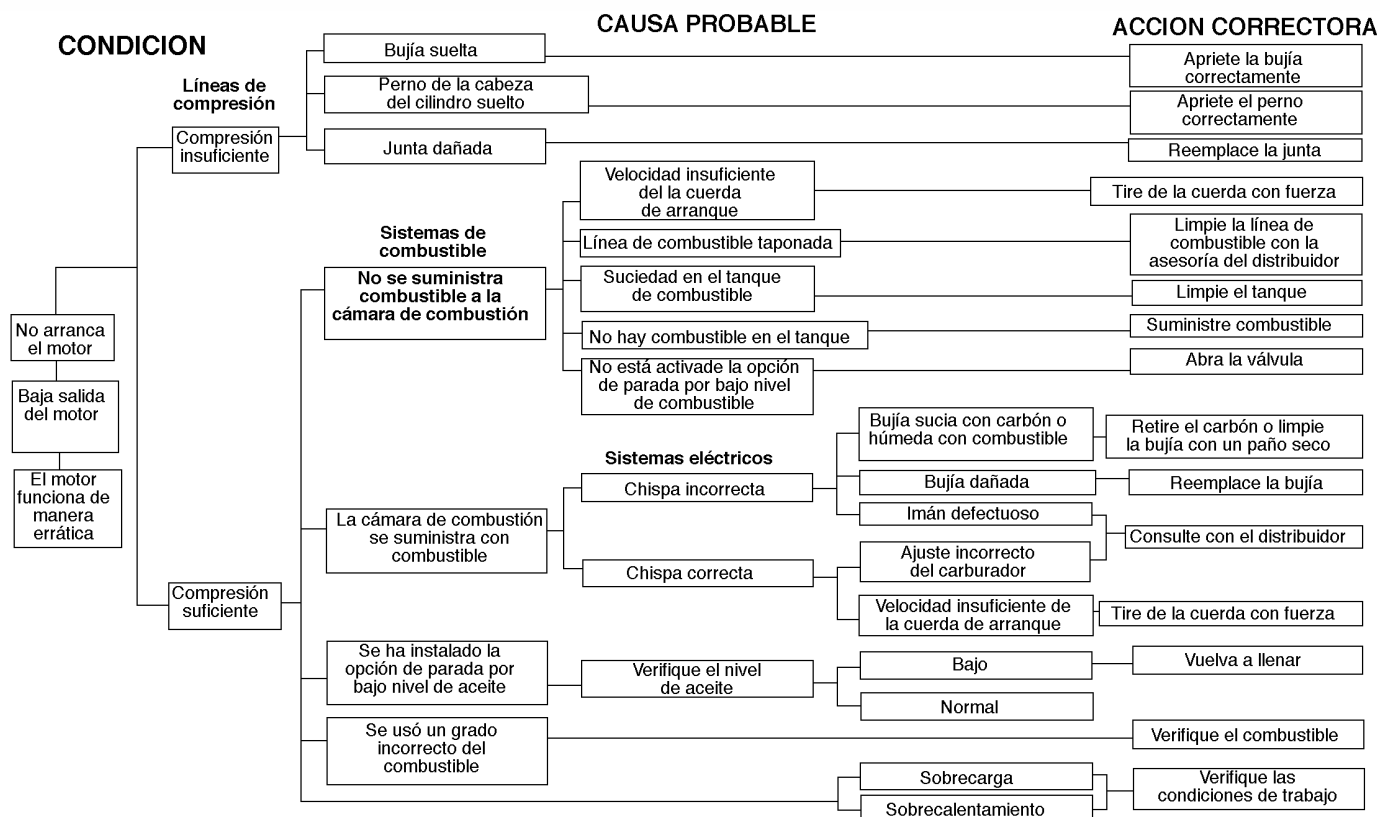 CONDICION
CAUSA PROBABLE
ACCION CORRECTORA
Líneas de
compresión
Bujía suelta
Apriete la bujía
correctamente
Perno de la cabeza
del cilindro suelto
Apriete el perno
correctamente
Compresión
insuficiente
Junta dañada
Reemplace la junta
Velocidad insuficiente
del la cuerda
de arranque
Tire de la cuerda con fuerza
Sistemas de
combustible
Línea de combustible taponada
Limpie la línea de
combustible con la
asesoría del distribuidor
No se suministra
combustible a la
cámara de combustión
Suciedad en el tanque
de combustible
Limpie el tanque
No hay combustible en el tanque
Suministre combustible
No está activade la opción
de parada por bajo nivel
de combustible
Abra la válvula
No arranca
el motor
Baja salida
del motor
El motor
funciona de
manera
errática
Bujía sucia con carbón o
húmeda con combustible
Retire el carbón o limpie
la bujía con un paño seco
Sistemas eléctricos
Chispa incorrecta
Bujía dañada
Reemplace la bujía
Imán defectuoso
Consulte con el distribuidor
La cámara de combustión
se suministra con
combustible
Chispa correcta
Ajuste incorrecto
del carburador
Velocidad insuficiente de
la cuerda de arranque
Tire de la cuerda con fuerza
Compresión
suficiente
Se ha instalado la
opción de parada por
bajo nivel de aceite
Verifique el nivel
de aceite
Bajo
Vuelva a llenar
Normal
Se usó un grado
incorrecto del
combustible
Verifique el combustible
Sobrecarga
Sobrecalentamiento
Verifique las
condiciones de trabajo